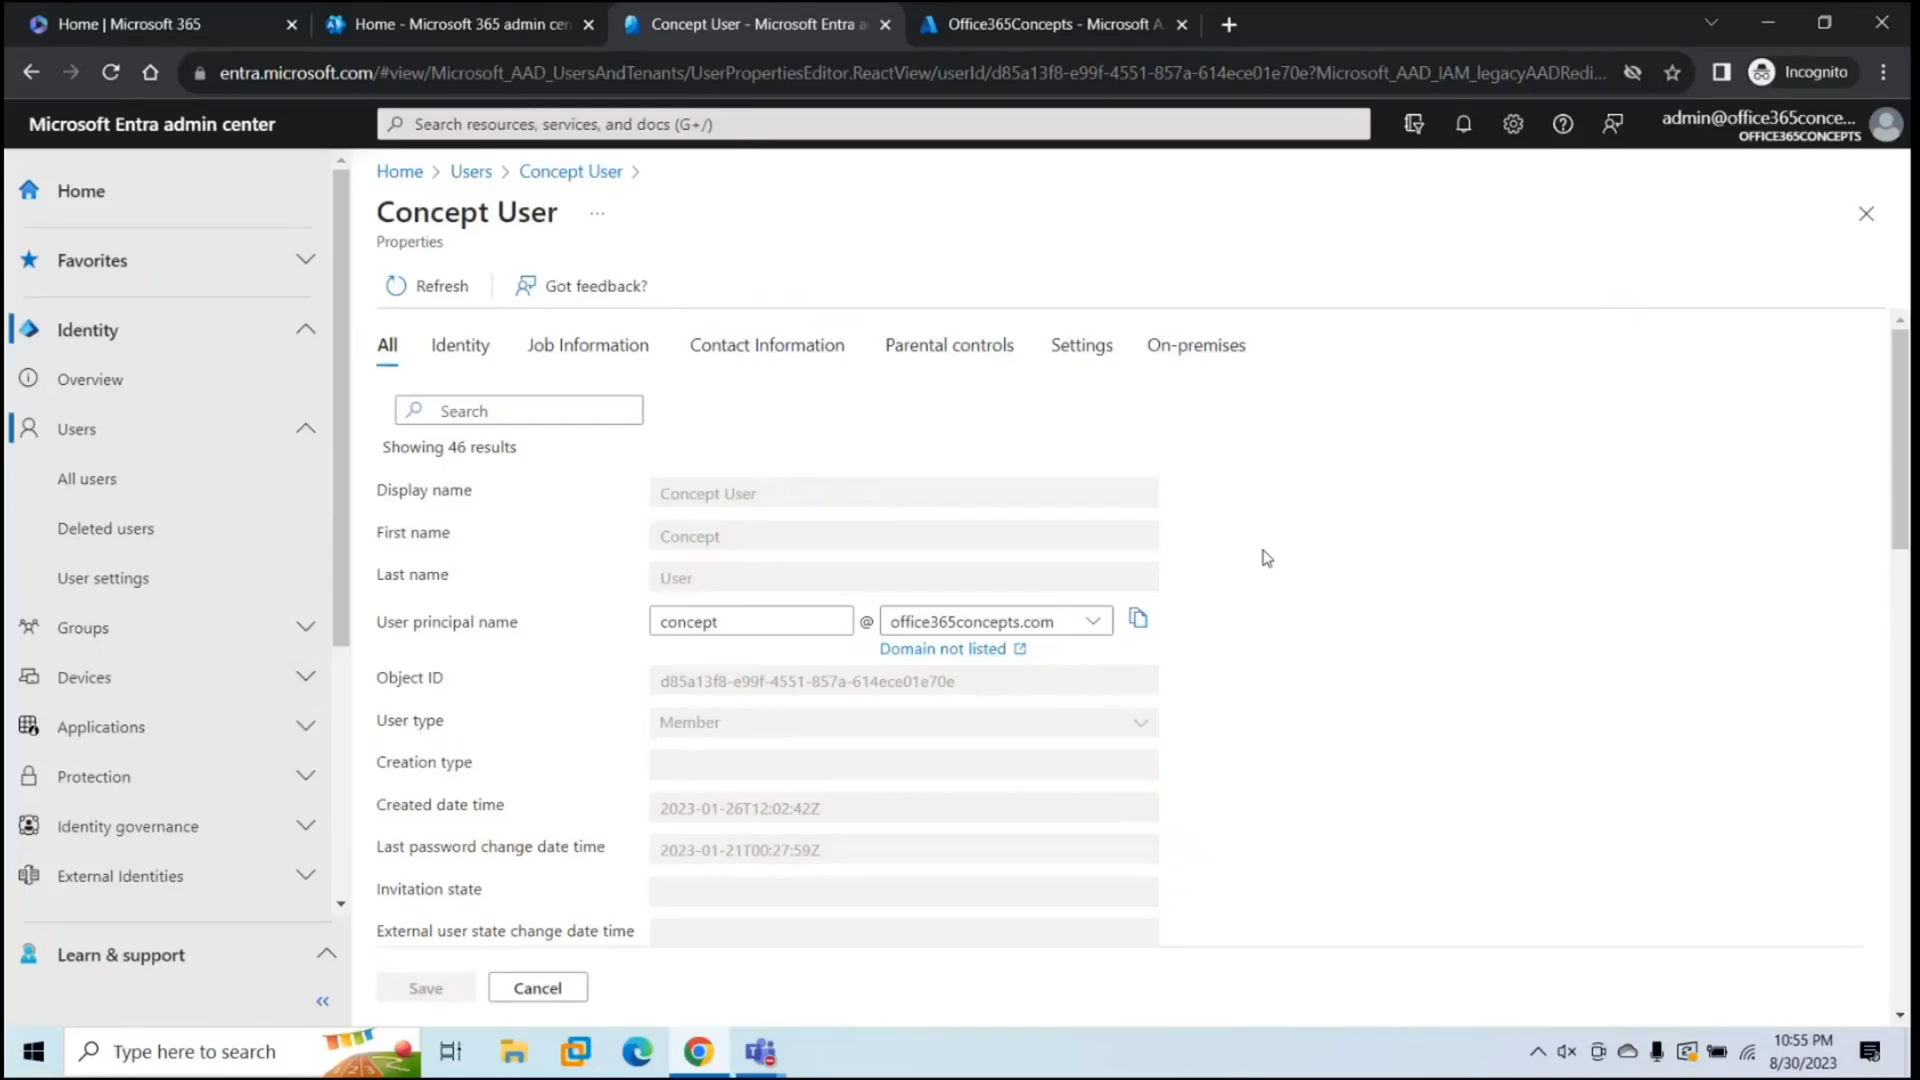 Home | Microsoft 365
Home - Microsoft 365 admin cen
Concept User - Microsoft Entra a
Office365Concepts - Microsoft A
entra.microsoft.com/#view/Microsoft_AAD_UsersAndTenants/UserPropertiesEditor.ReactView/userId/d85a13f8-e99f-4551-857a-614ece01e70e?Microsoft_AAD_IAM_legacyAADRedi...
Incognito
Microsoft Entra admin center
Search resources, services, and docs (G+/)
admin@office365conce...
OFFICE365CONCEPTS
Home
Favorites
Identity
Overview
Users
All users
Deleted users
User settings
Groups
Devices
Applications
Protection
Identity governance
External Identities
Learn & support
Home > Users > Concept User >
Concept User ...
Properties
Refresh
Got feedback?
All Identity Job Information Contact Information Parental controls Settings On-premises
Search
Showing 46 results
Display name Concept User
First name Concept
Last name User
User principal name concept @ office365concepts.com
Domain not listed
Object ID d85a13f8-e99f-4551-857a-614ece01e70e
User type Member
Creation type
Created date time 2023-01-26T12:02:42Z
Last password change date time 2023-01-21T00:27:59Z
Invitation state
External user state change date time
Save Cancel
Type here to search
10:55 PM
8/30/2023